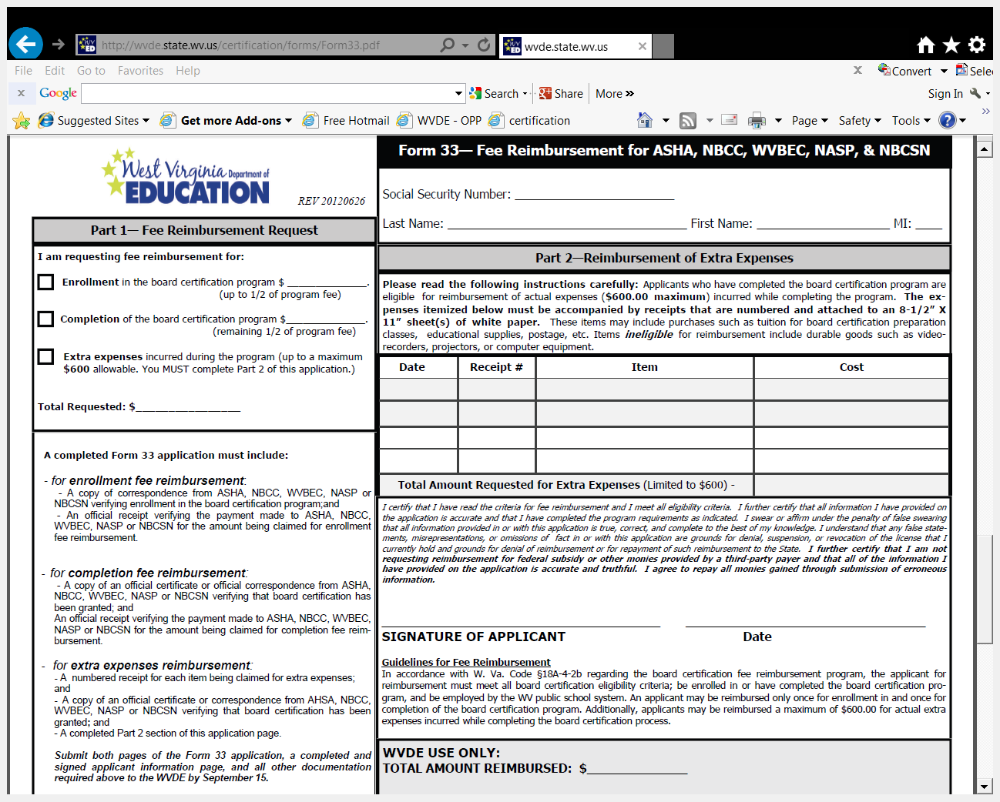 http://wvde.state.wv.us/certification/forms/Form33.pdf
wvde.state.wv.us
File Edit Go to Favorites Help
x Convert Selec
x Google Search Share More » Sign In
Suggested Sites Get more Add-ons Free Hotmail WVDE - OPP certification Page Safety Tools »
West Virginia Department of
EDUCATION
REV 20120626
Part 1— Fee Reimbursement Request
I am requesting fee reimbursement for:
Enrollment in the board certification program $ ______________.
(up to 1/2 of program fee)
Completion of the board certification program $______________.
(remaining 1/2 of program fee)
Extra expenses incurred during the program (up to a maximum
$600 allowable. You MUST complete Part 2 of this application.)
Total Requested: $________________
A completed Form 33 application must include:
- for enrollment fee reimbursement:
- A copy of correspondence from ASHA, NBCC, WVBEC, NASP or
NBCSN verifying enrollment in the board certification program;and
- An official receipt verifying the payment made to ASHA, NBCC,
WVBEC, NASP or NBCSN for the amount being claimed for enrollment
fee reimbursement.
- for completion fee reimbursement:
- A copy of an official certificate or official correspondence from ASHA,
NBCC, WVBEC, NASP or NBCSN verifying that board certification has
been granted; and
An official receipt verifying the payment made to ASHA, NBCC, WVBEC,
NASP or NBCSN for the amount being claimed for completion fee reim-
bursement.
- for extra expenses reimbursement:
- A numbered receipt for each item being claimed for extra expenses;
and
- A copy of an official certificate or correspondence from AHSA, NBCC,
WVBEC, NASP or NBCSN verifying that board certification has been
granted; and
- A completed Part 2 section of this application page.
Submit both pages of the Form 33 application, a completed and
signed applicant information page, and all other documentation
required above to the WVDE by September 15.
Form 33— Fee Reimbursement for ASHA, NBCC, WVBEC, NASP, & NBCSN
Social Security Number: ________________________
Last Name: ____________________________________ First Name: ____________________ MI: ____
Part 2—Reimbursement of Extra Expenses
Please read the following instructions carefully: Applicants who have completed the board certification program are
eligible for reimbursement of actual expenses ($600.00 maximum) incurred while completing the program. The ex-
penses itemized below must be accompanied by receipts that are numbered and attached to an 8-1/2” X
11” sheet(s) of white paper. These items may include purchases such as tuition for board certification preparation
classes, educational supplies, postage, etc. Items ineligible for reimbursement include durable goods such as video-
recorders, projectors, or computer equipment.
Date Receipt # Item Cost
Total Amount Requested for Extra Expenses (Limited to $600) -
I certify that I have read the criteria for fee reimbursement and I meet all eligibility criteria. I further certify that all information I have provided on
the application is accurate and that I have completed the program requirements as indicated. I swear or affirm under the penalty of false swearing
that all information provided in or with this application is true, correct, and complete to the best of my knowledge. I understand that any false state-
ments, misrepresentations, or omissions of fact in or with this application are grounds for denial, suspension, or revocation of the license that I
currently hold and grounds for denial of reimbursement or for repayment of such reimbursement to the State. I further certify that I am not
requesting reimbursement for federal subsidy or other monies provided by a third-party payer and that all of the information I
have provided on the application is accurate and truthful. I agree to repay all monies gained through submission of erroneous
information.
SIGNATURE OF APPLICANT Date
Guidelines for Fee Reimbursement
In accordance with W. Va. Code §18A-4-2b regarding the board certification fee reimbursement program, the applicant for
reimbursement must meet all board certification eligibility criteria; be enrolled in or have completed the board certification pro-
gram, and be employed by the WV public school system. An applicant may be reimbursed only once for enrollment in and once for
completion of the board certification program. Additionally, applicants may be reimbursed a maximum of $600.00 for actual extra
expenses incurred while completing the board certification process.
WVDE USE ONLY:
TOTAL AMOUNT REIMBURSED: $______________